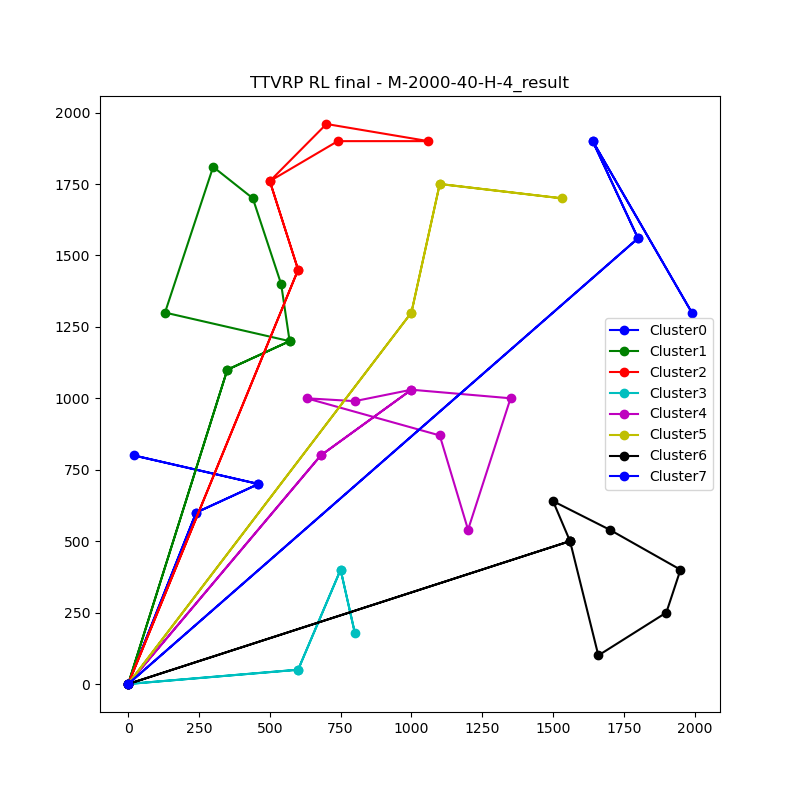 TTVRP RL final - M-2000-40-H-4_result
2000
1750
1500
1250
1000
750
500
250
0
Cluster0
Cluster1
Cluster2
Cluster3
Cluster4
Cluster5
Cluster6
Cluster7
0 250 500 750 1000 1250 1500 1750 2000